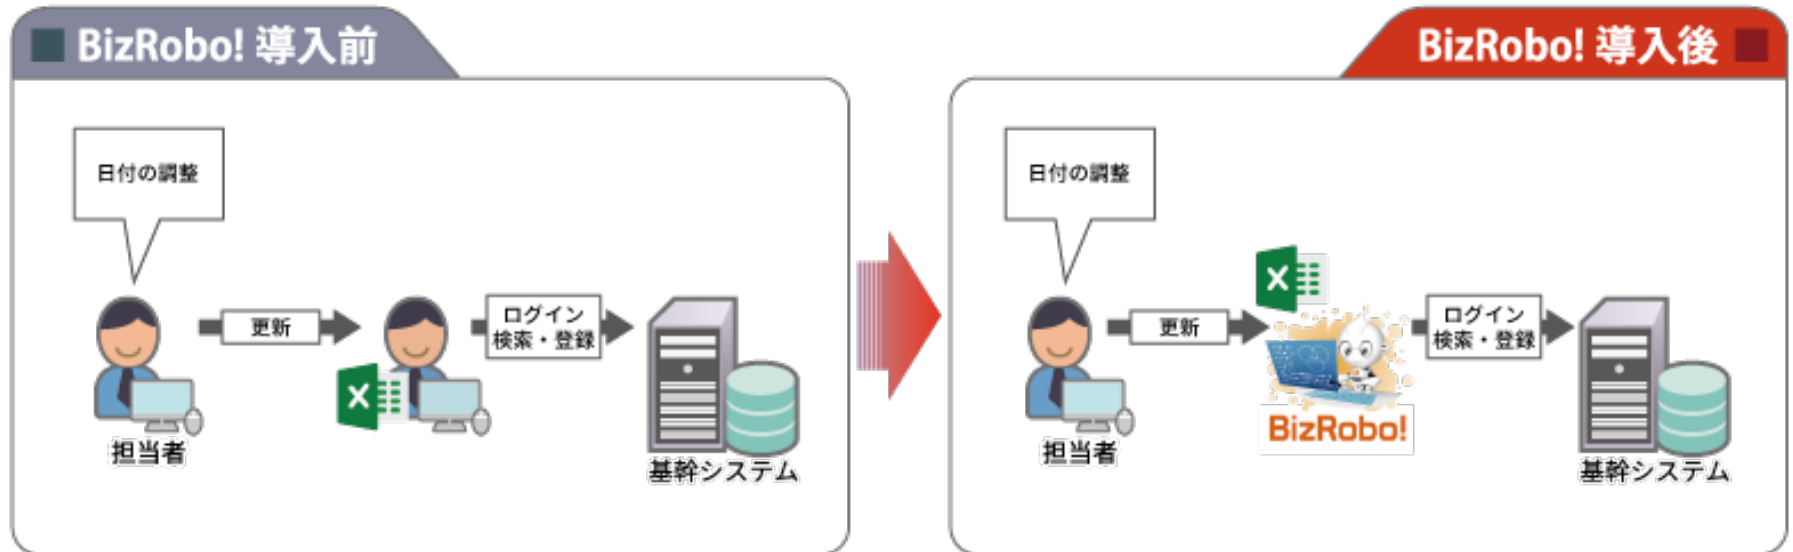 BizRobo! 導入前
日付の調整
更新
ログイン
検索・登録
担当者
基幹システム
BizRobo! 導入後
日付の調整
更新
BizRobo!
ログイン
検索・登録
担当者
基幹システム